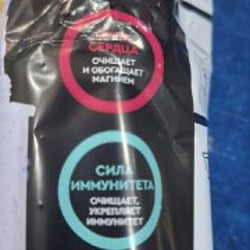 СЕРДЦА
ОЧИЩАЕТ
И ОБОГАЩАЕТ
МАГНИЕМ
СИЛА
ИММУНИТЕТА
ОЧИЩАЕТ,
УКРЕПЛЯЕТ
ИММУНИТЕТ